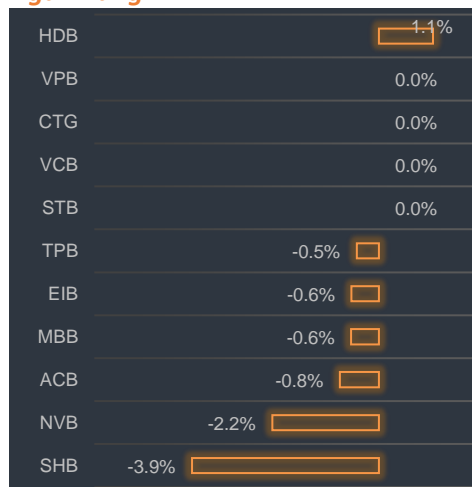 HDB 1.1%
VPB 0.0%
CTG 0.0%
VCB 0.0%
STB 0.0%
TPB -0.5%
EIB -0.6%
MBB -0.6%
ACB -0.8%
NVB -2.2%
SHB -3.9%